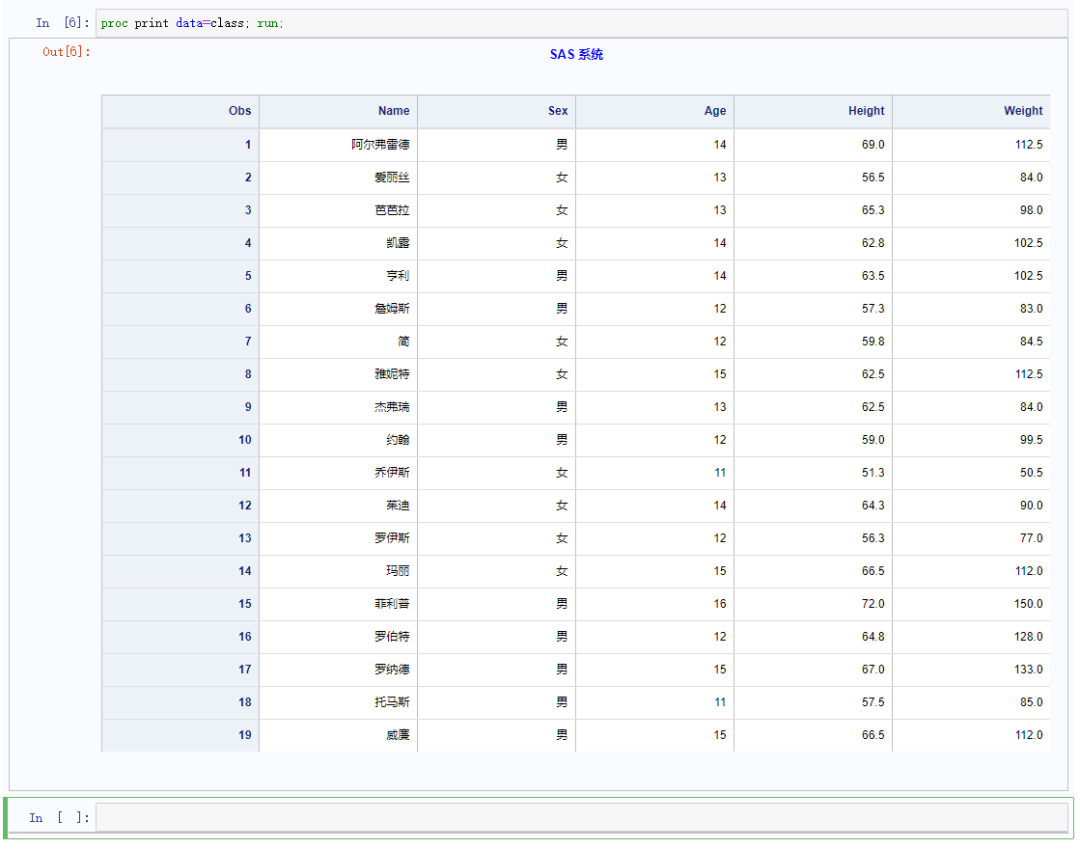 In [6]: proc print data=class; run;
Out[6]:
SAS 系统
Obs Name Sex Age Height Weight
1 阿尔弗雷德 男 14 69.0 112.5
2 爱丽丝 女 13 56.5 84.0
3 芭芭拉 女 13 65.3 98.0
4 凯露 女 14 62.8 102.5
5 亨利 男 14 63.5 102.5
6 詹姆斯 男 12 57.3 83.0
7 简 女 12 59.8 84.5
8 雅妮特 女 15 62.5 112.5
9 杰弗瑞 男 13 62.5 84.0
10 约翰 男 12 59.0 99.5
11 乔伊斯 女 11 51.3 50.5
12 茱迪 女 14 64.3 90.0
13 罗伊斯 女 12 56.3 77.0
14 玛丽 女 15 66.5 112.0
15 菲利普 男 16 72.0 150.0
16 罗伯特 男 12 64.8 128.0
17 罗纳德 男 15 67.0 133.0
18 托马斯 男 11 57.5 85.0
19 威廉 男 15 66.5 112.0
In [ ]: